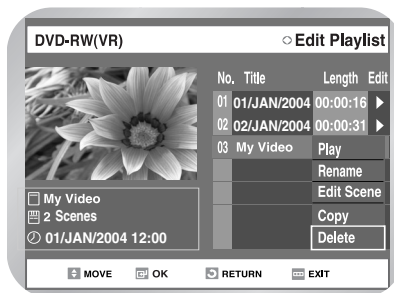 DVD-RW(VR) Edit Playlist
No. Title Length Edit
01 01/JAN/2004 00:00:16
02 02/JAN/2004 00:00:31
03 My Video
Play
Rename
Edit Scene
Copy
Delete
My Video
2 Scenes
01/JAN/2004 12:00
MOVE OK RETURN EXIT